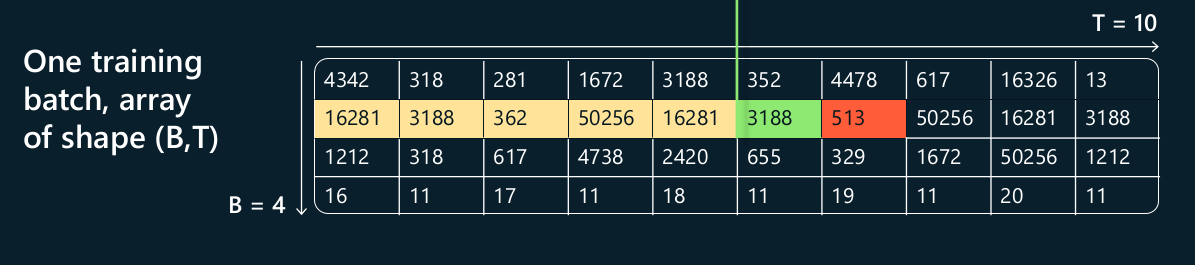 T = 10
One training
batch, array
of shape (B,T)
4342 318 281 1672 3188 352 4478 617 16326 13
16281 3188 362 50256 16281 3188 513 50256 16281 3188
1212 318 617 4738 2420 655 329 1672 50256 1212
16 11 17 11 18 11 19 11 20 11
B = 4